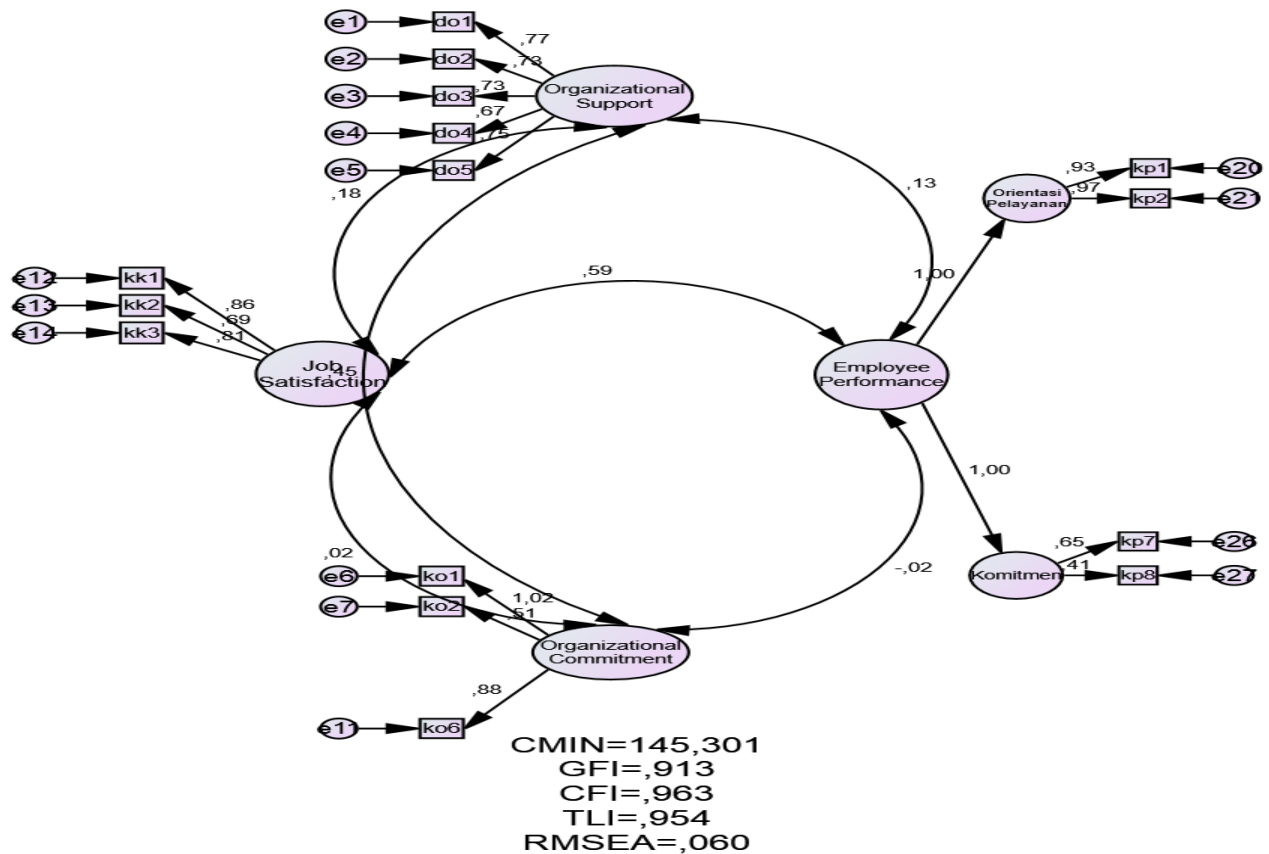 e1 do1 ,77
e2 do2 ,73
e3 do3 ,73
e4 do4 ,67
e5 do5 ,75
Organizational
Support
,18
,13
,93 kp1 e20
,97 kp2 e21
Orientasi
Pelayanan
e12 kk1 ,86
e13 kk2 ,69
e14 kk3 ,81
,59
1,00
Job
Satisfaction
,45
Employee
Performance
1,00
,65 kp7 e26
,41 kp8 e27
Komitmen
,02
-,02
e6 ko1 1,02
e7 ko2 ,51
Organizational
Commitment
,88
e11 ko6
CMIN=145,301
GFI=,913
CFI=,963
TLI=,954
RMSEA=,060